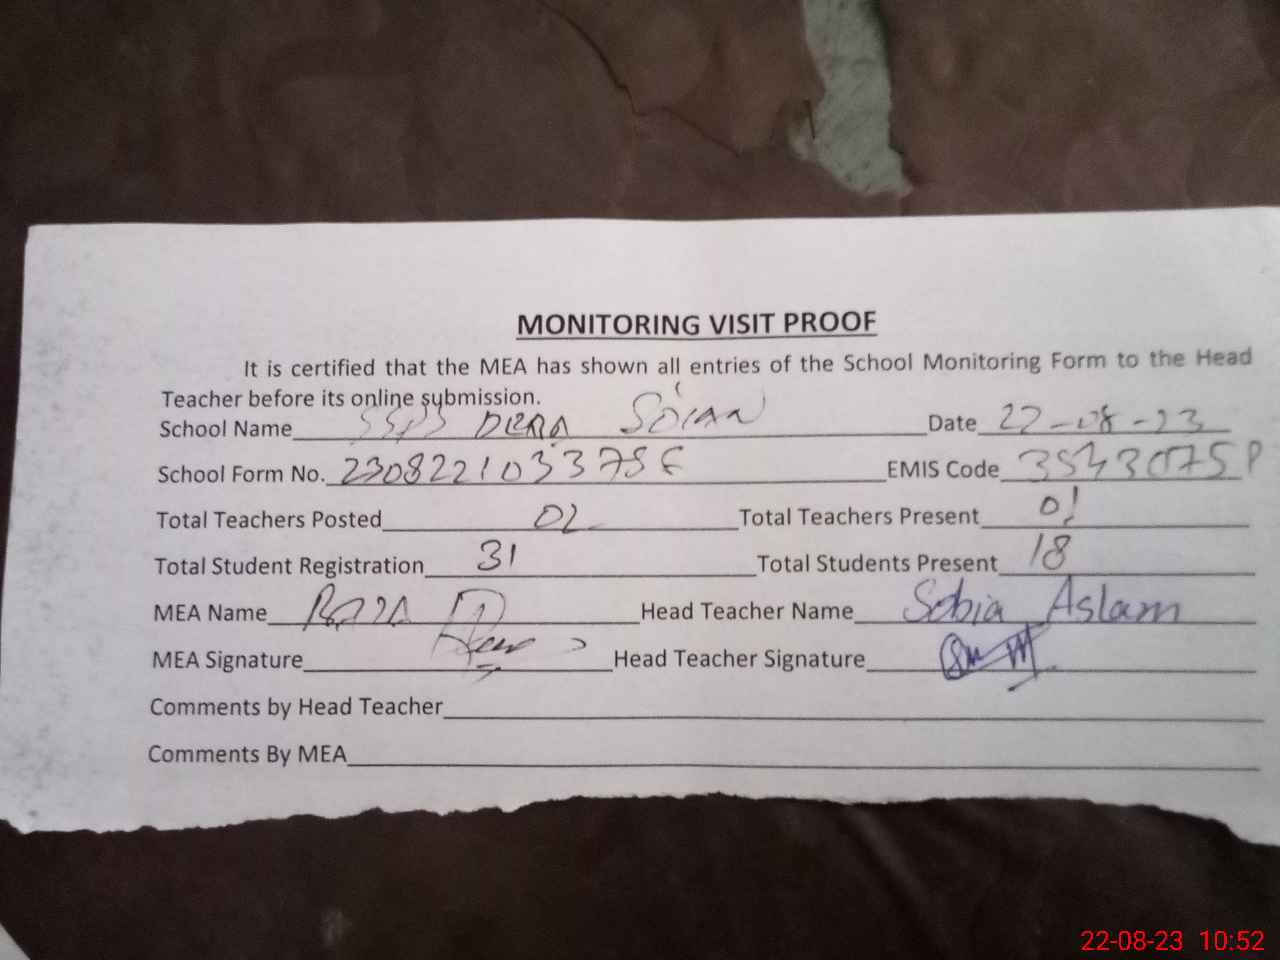 MONITORING VISIT PROOF
It is certified that the MEA has shown all entries of the School Monitoring Form to the Head
Teacher before its online submission.
School Name SSPS DERA Date 22-08-23
School Form No. EMIS Code 3543075P
Total Teachers Posted 02 Total Teachers Present 01
Total Student Registration 31 Total Students Present 18
MEA Name Head Teacher Name Sobia Aslam
MEA Signature Head Teacher Signature
Comments by Head Teacher
Comments By MEA
22-08-23 10:52